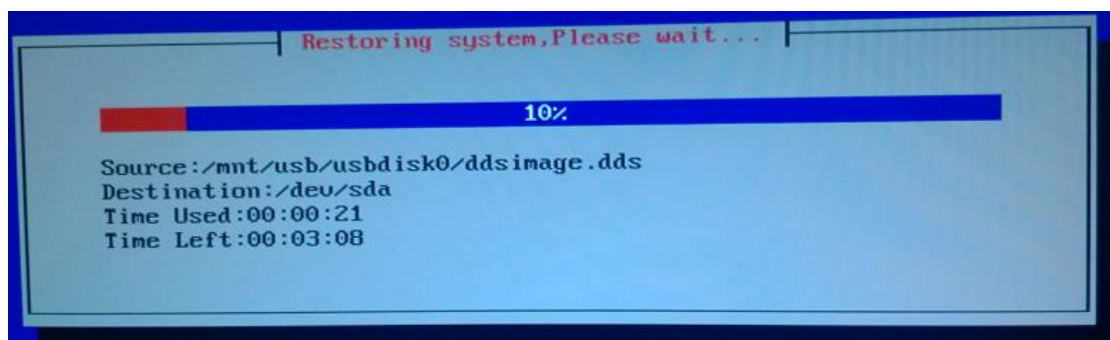 Restoring system,Please wait...
10%
Source:/mnt/usb/usbdisk0/ddsimage.dds
Destination:/dev/sda
Time Used:00:00:21
Time Left:00:03:08